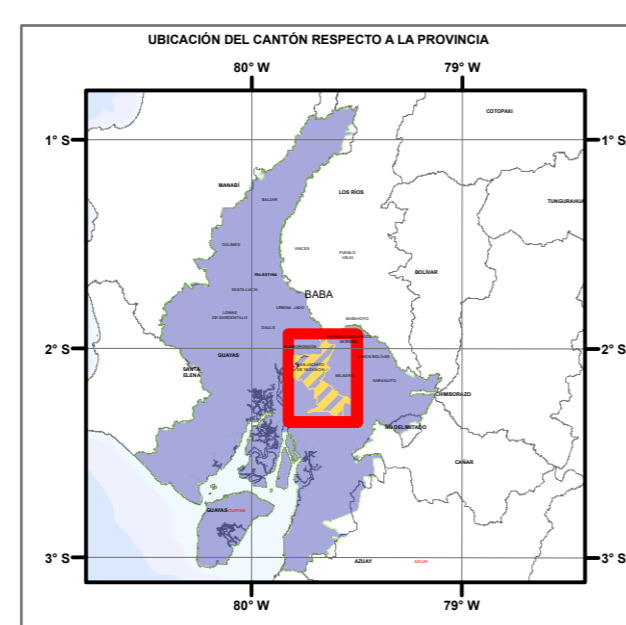 UBICACIÓN DEL CANTÓN RESPECTO A LA PROVINCIA
80° W
79° W
COTOPAXI
1° S
1° S
MANABÍ
LOS RÍOS
TUNGURAHUA
BALZAR
COLIMES
VINCES
PUEBLO
VIEJO
PALESTINA
BOLÍVAR
SANTA LUCÍA
BABA
URBINA JADO
LOMAS
DE SARGENTILLO
BABAHOYO
DAULE
2° S
2° S
GUAYAS
SIMÓN BOLÍVAR
SANTA
ELENA
DE YAGUACHI
MILAGRO
NARANJITO
CHIMBORAZO
NO DELIMITADO
CAÑAR
GUAYAS
3° S
3° S
AZUAY
AZUAY
80° W
79° W